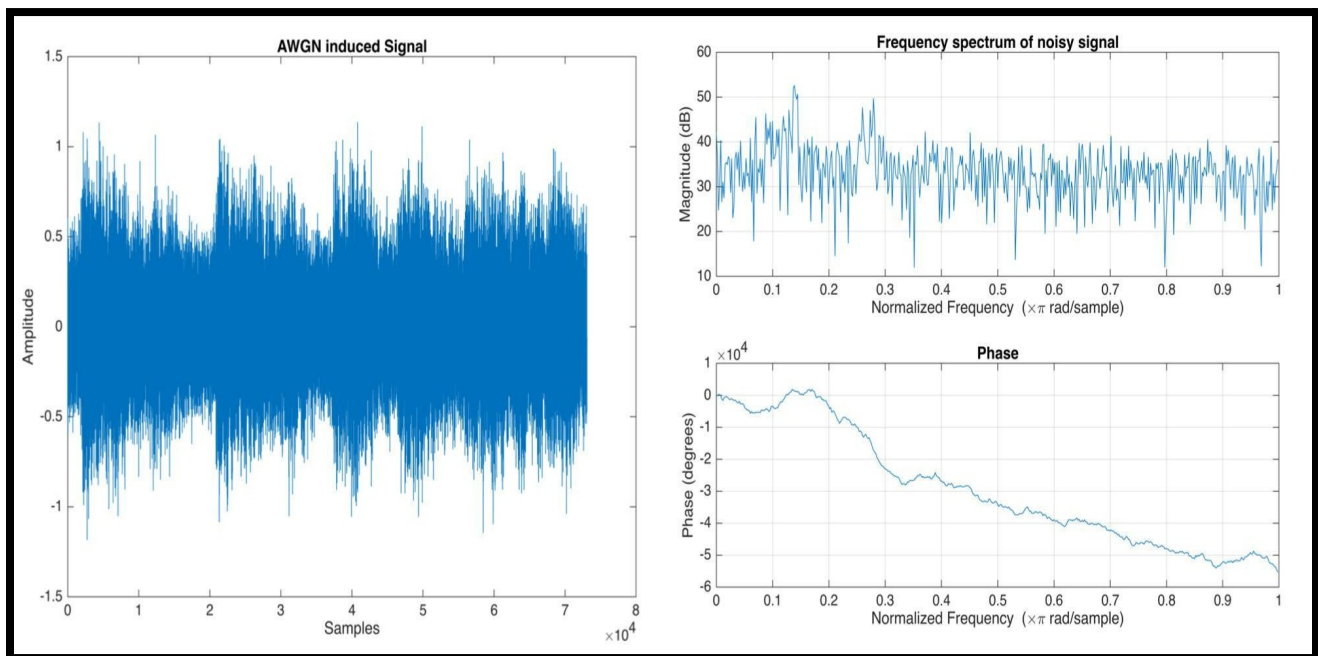 AWGN induced Signal
1.5
1
0.5
0
-0.5
-1
-1.5
Amplitude
0 1 2 3 4 5 6 7 8
Samples
×10⁴
Frequency spectrum of noisy signal
60
50
40
30
20
10
Magnitude (dB)
0 0.1 0.2 0.3 0.4 0.5 0.6 0.7 0.8 0.9 1
Normalized Frequency (×π rad/sample)
Phase
×10⁴
1
0
-1
-2
-3
-4
-5
-6
Phase (degrees)
0 0.1 0.2 0.3 0.4 0.5 0.6 0.7 0.8 0.9 1
Normalized Frequency (×π rad/sample)